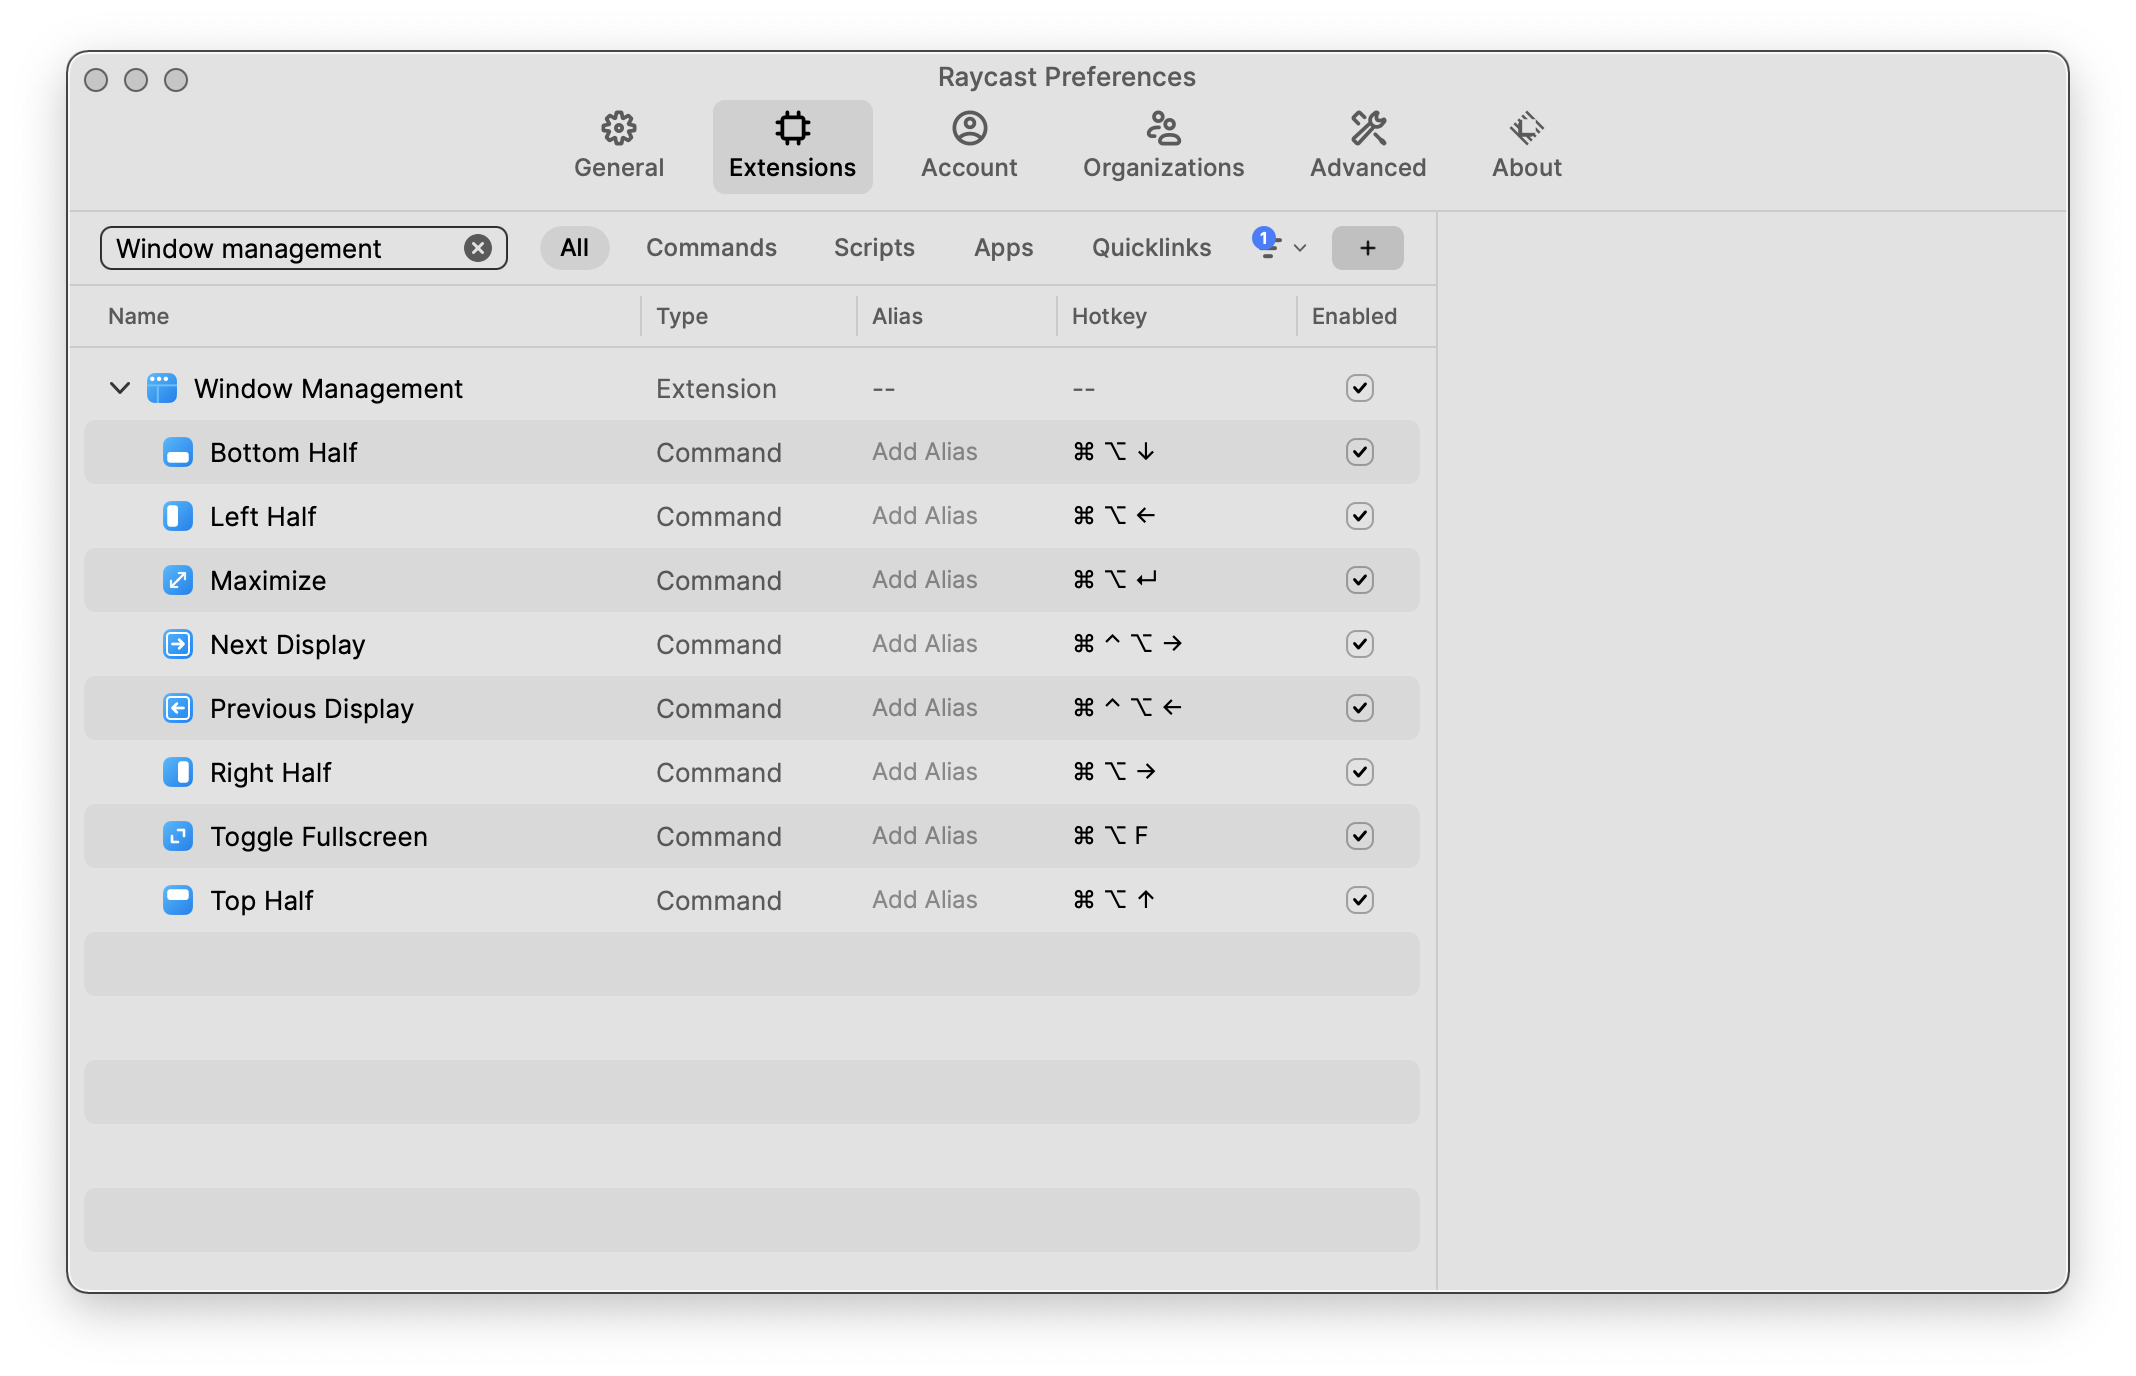 Raycast Preferences
General Extensions Account Organizations Advanced About
Window management All Commands Scripts Apps Quicklinks 1 +
Name Type Alias Hotkey Enabled
Window Management Extension -- --
Bottom Half Command Add Alias ⌘ ⌥ ↓
Left Half Command Add Alias ⌘ ⌥ ←
Maximize Command Add Alias ⌘ ⌥ ↵
Next Display Command Add Alias ⌘ ^ ⌥ →
Previous Display Command Add Alias ⌘ ^ ⌥ ←
Right Half Command Add Alias ⌘ ⌥ →
Toggle Fullscreen Command Add Alias ⌘ ⌥ F
Top Half Command Add Alias ⌘ ⌥ ↑